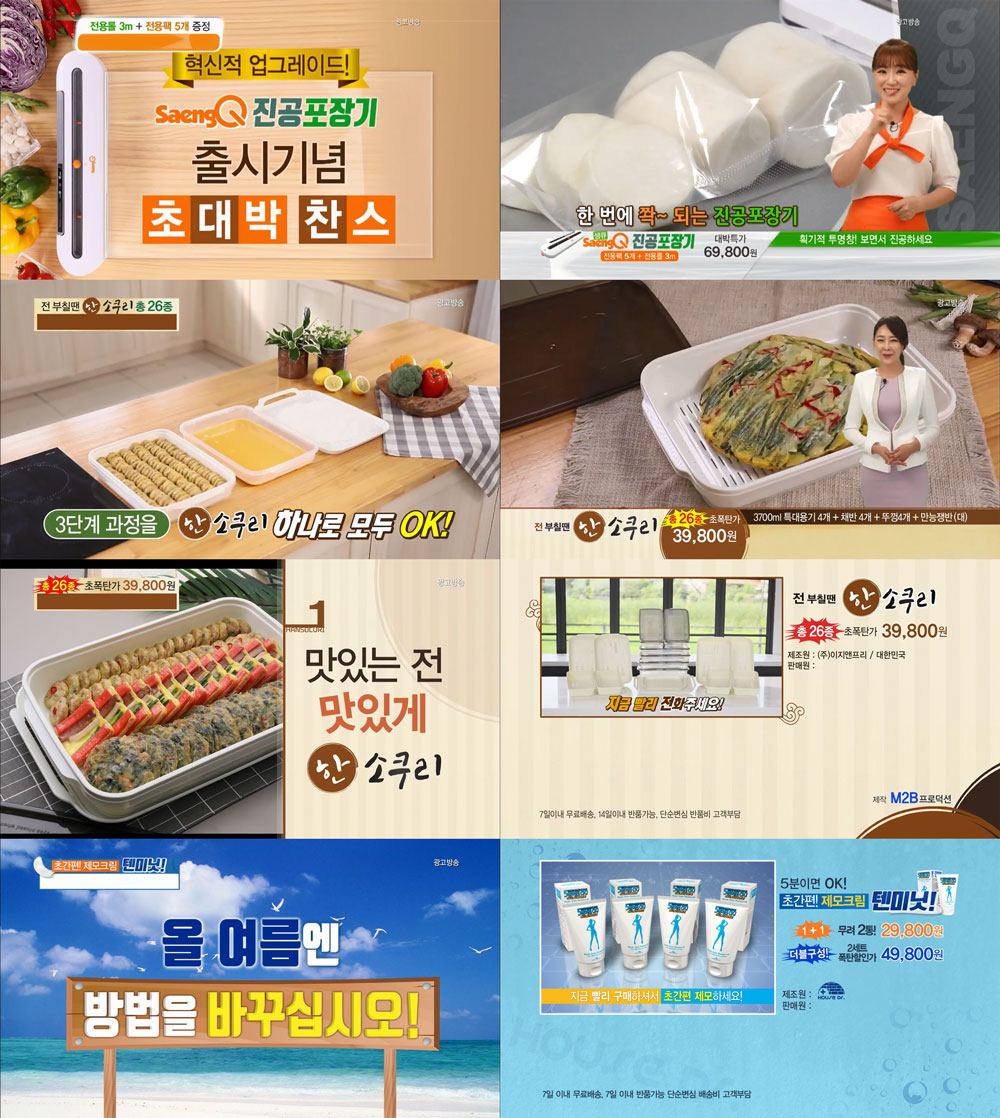 전용롤 3m + 전용팩 5개 증정
광고방송
혁신적 업그레이드!
SaengQ 진공포장기
출시기념
초대박 찬스
광고방송
SAENGQ
한 번에 쫙~ 되는 진공포장기
생큐
SaengQ 진공포장기
전용팩 5개 + 전용롤 3m
대박특가
69,800원
획기적 투명창! 보면서 진공하세요
전 부칠땐 한 소쿠리 총 26종
광고방송
3단계 과정을 한 소쿠리 하나로 모두 OK!
광고방송
전 부칠땐 한 소쿠리
총 26종 초폭탄가
39,800원
3700ml 특대용기 4개 + 채반 4개 + 뚜껑4개 + 만능쟁반 (대)
총 26종 초폭탄가 39,800원
광고방송
1
HANSOCURI
맛있는 전
맛있게
한 소쿠리
지금 빨리 전화주세요!
전 부칠땐 한 소쿠리
총 26종 초폭탄가 39,800원
제조원 : (주)이지앤프리 / 대한민국
판매원 :
제작 M2B프로덕션
7일이내 무료배송, 14일이내 반품가능, 단순변심 반품비 고객부담
초간편! 제모크림 텐미닛!
광고방송
올 여름엔
방법을 바꾸십시오!
지금 빨리 구매하셔서 초간편 제모하세요!
5분이면 OK!
초간편! 제모크림 텐미닛!
1+1 무려 2통! 29,800원
더블구성! 2세트 폭탄할인가 49,800원
제조원 : HOUSE Dr.
판매원 :
7일 이내 무료배송, 7일 이내 반품가능 단순변심 배송비 고객부담